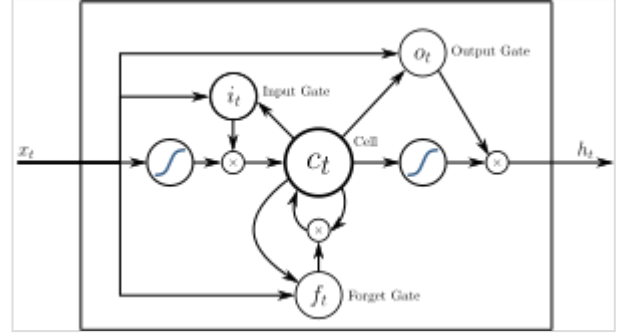 o_t Output Gate
i_t Input Gate
x_t
×
c_t
Cell
×
h_t
×
f_t Forget Gate